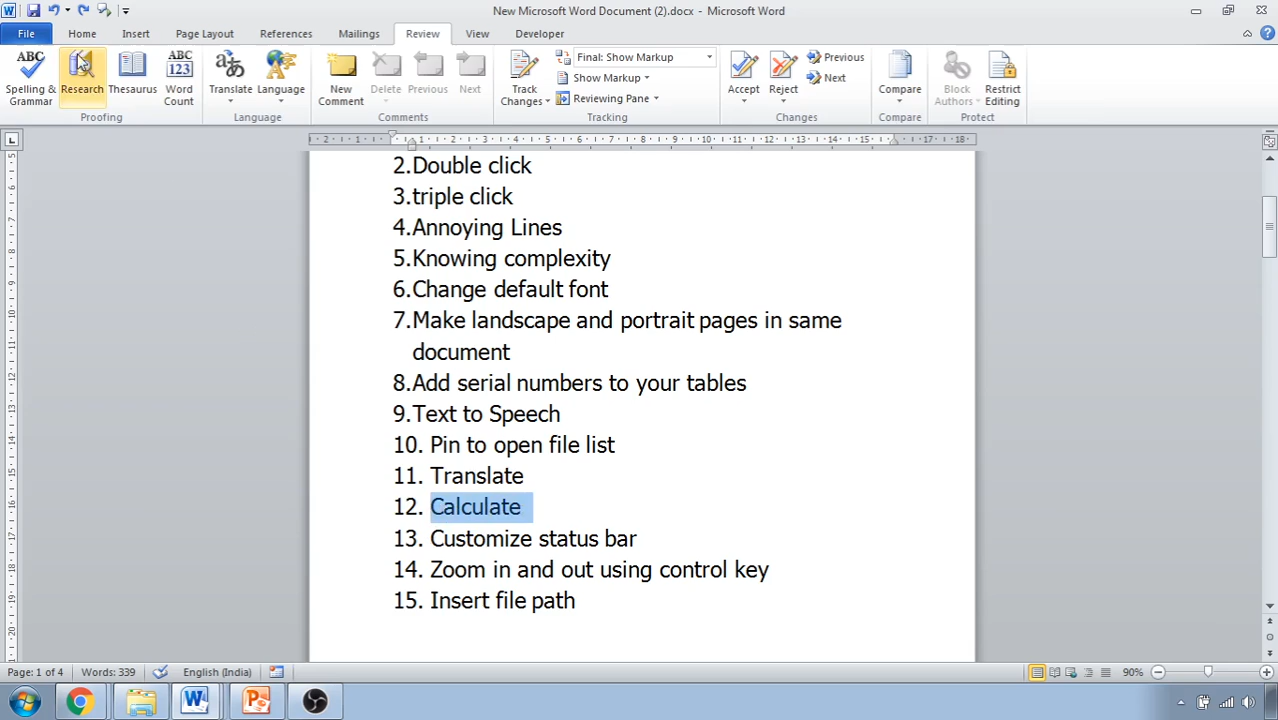 New Microsoft Word Document (2).docx - Microsoft Word
File Home Insert Page Layout References Mailings Review View Developer
ABC Spelling & Grammar
Research
Thesaurus
ABC 123 Word Count
Translate
Language
New Comment
Delete
Previous
Next
Track Changes
Final: Show Markup
Show Markup
Reviewing Pane
Accept
Reject
Previous
Next
Compare
Block Authors
Restrict Editing
Proofing Language Comments Tracking Changes Compare Protect
2.Double click
3.triple click
4.Annoying Lines
5.Knowing complexity
6.Change default font
7.Make landscape and portrait pages in same
document
8.Add serial numbers to your tables
9.Text to Speech
10. Pin to open file list
11. Translate
12. Calculate
13. Customize status bar
14. Zoom in and out using control key
15. Insert file path
Page: 1 of 4 Words: 339 English (India) 90%